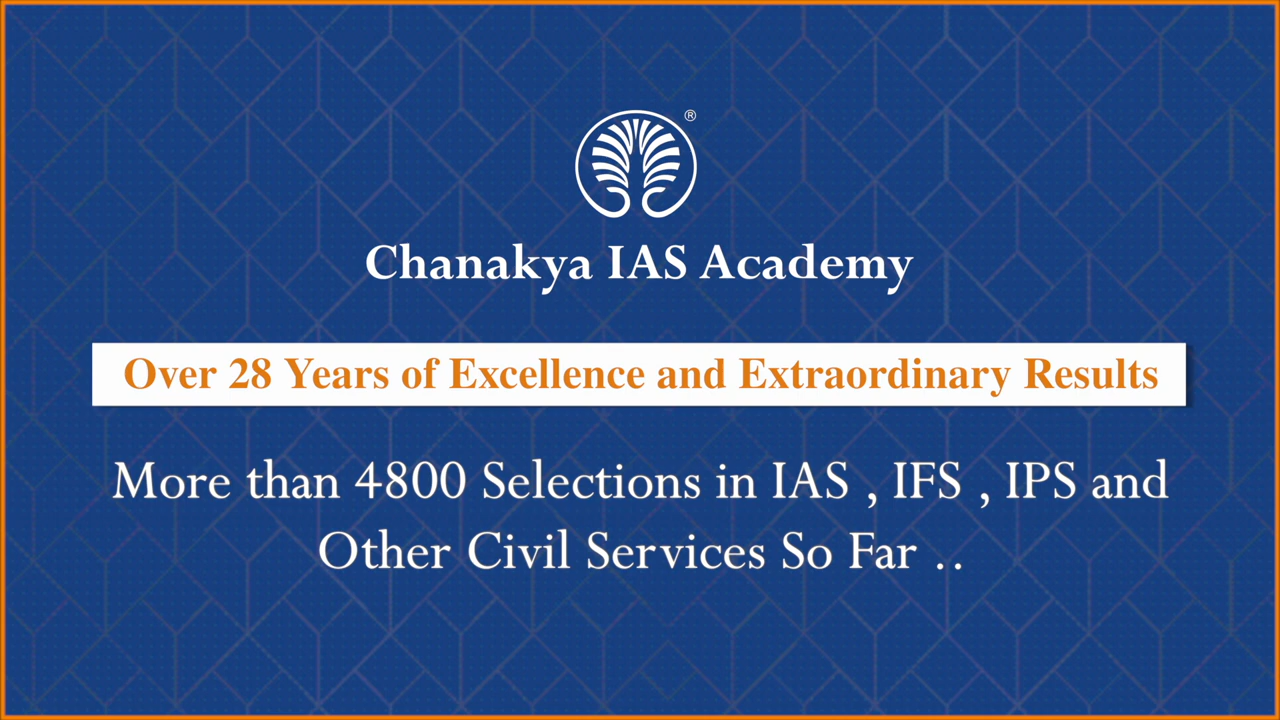 ®
Chanakya IAS Academy
Over 28 Years of Excellence and Extraordinary Results
More than 4800 Selections in IAS , IFS , IPS and
Other Civil Services So Far ..